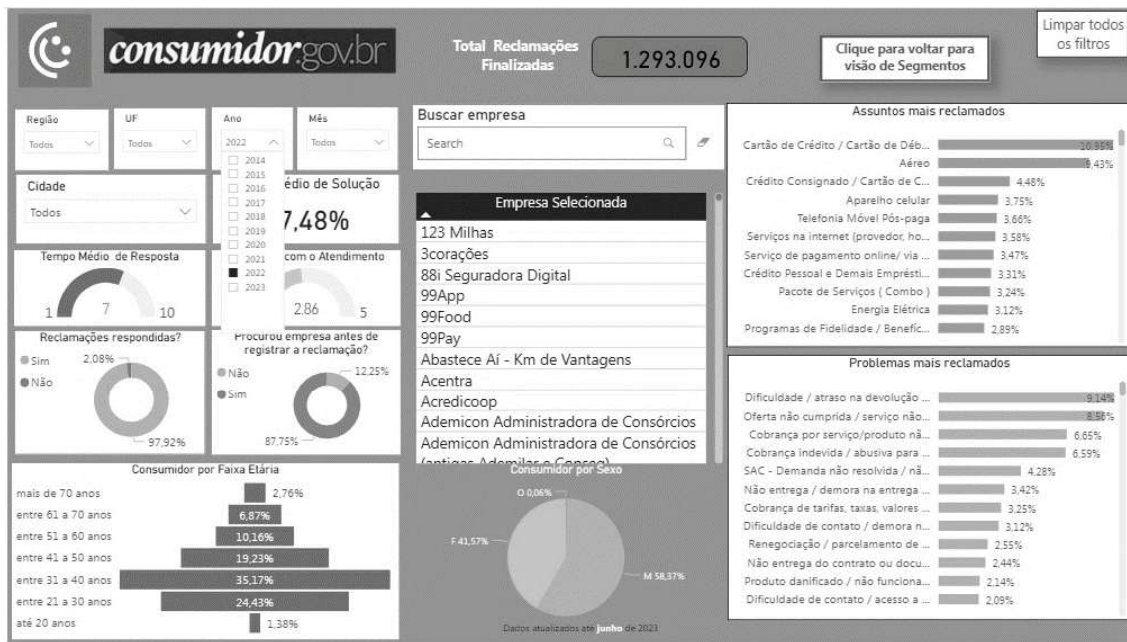 consumidor.gov.br
Total Reclamações
Finalizadas
1.293.096
Clique para voltar para
visão de Segmentos
Limpar todos
os filtros
Região
Todos
UF
Todos
Ano
2022
2014
2015
2016
2017
2018
2019
2020
2021
2022
2023
Mês
Todos
Cidade
Todos
édio de Solução
7,48%
Tempo Médio de Resposta
1
7
10
com o Atendimento
2,86
5
Reclamações respondidas?
Sim
Não
2,08%
97,92%
Procurou empresa antes de
registrar a reclamação?
Não
Sim
12,25%
87,75%
Consumidor por Faixa Etária
mais de 70 anos 2,76%
entre 61 a 70 anos 6,87%
entre 51 a 60 anos 10,16%
entre 41 a 50 anos 19,23%
entre 31 a 40 anos 35,17%
entre 21 a 30 anos 24,43%
até 20 anos 1,38%
Buscar empresa
Search
Empresa Selecionada
123 Milhas
3corações
88i Seguradora Digital
99App
99Food
99Pay
Abastece Aí - Km de Vantagens
Acentra
Acredicoop
Ademicon Administradora de Consórcios
Ademicon Administradora de Consórcios
(antigas Ademilar e Conseg)
Consumidor por Sexo
O 0,06%
F 41,57%
M 58,37%
Dados atualizados até junho de 2023
Assuntos mais reclamados
Cartão de Crédito / Cartão de Déb... 10,95%
Aéreo 9,43%
Crédito Consignado / Cartão de C... 4,48%
Aparelho celular 3,75%
Telefonia Móvel Pós-paga 3,66%
Serviços na internet (provedor, ho... 3,58%
Serviço de pagamento online/ via ... 3,47%
Crédito Pessoal e Demais Emprésti... 3,31%
Pacote de Serviços ( Combo ) 3,24%
Energia Elétrica 3,12%
Programas de Fidelidade / Benefíc... 2,89%
Problemas mais reclamados
Dificuldade / atraso na devolução ... 9,14%
Oferta não cumprida / serviço não... 8,56%
Cobrança por serviço/produto nã... 6,65%
Cobrança indevida / abusiva para ... 6,59%
SAC - Demanda não resolvida / nã... 4,28%
Não entrega / demora na entrega ... 3,42%
Cobrança de tarifas, taxas, valores ... 3,25%
Dificuldade de contato / demora n... 3,12%
Renegociação / parcelamento de ... 2,55%
Não entrega do contrato ou docu... 2,44%
Produto danificado / não funciona... 2,14%
Dificuldade de contato / acesso a ... 2,09%